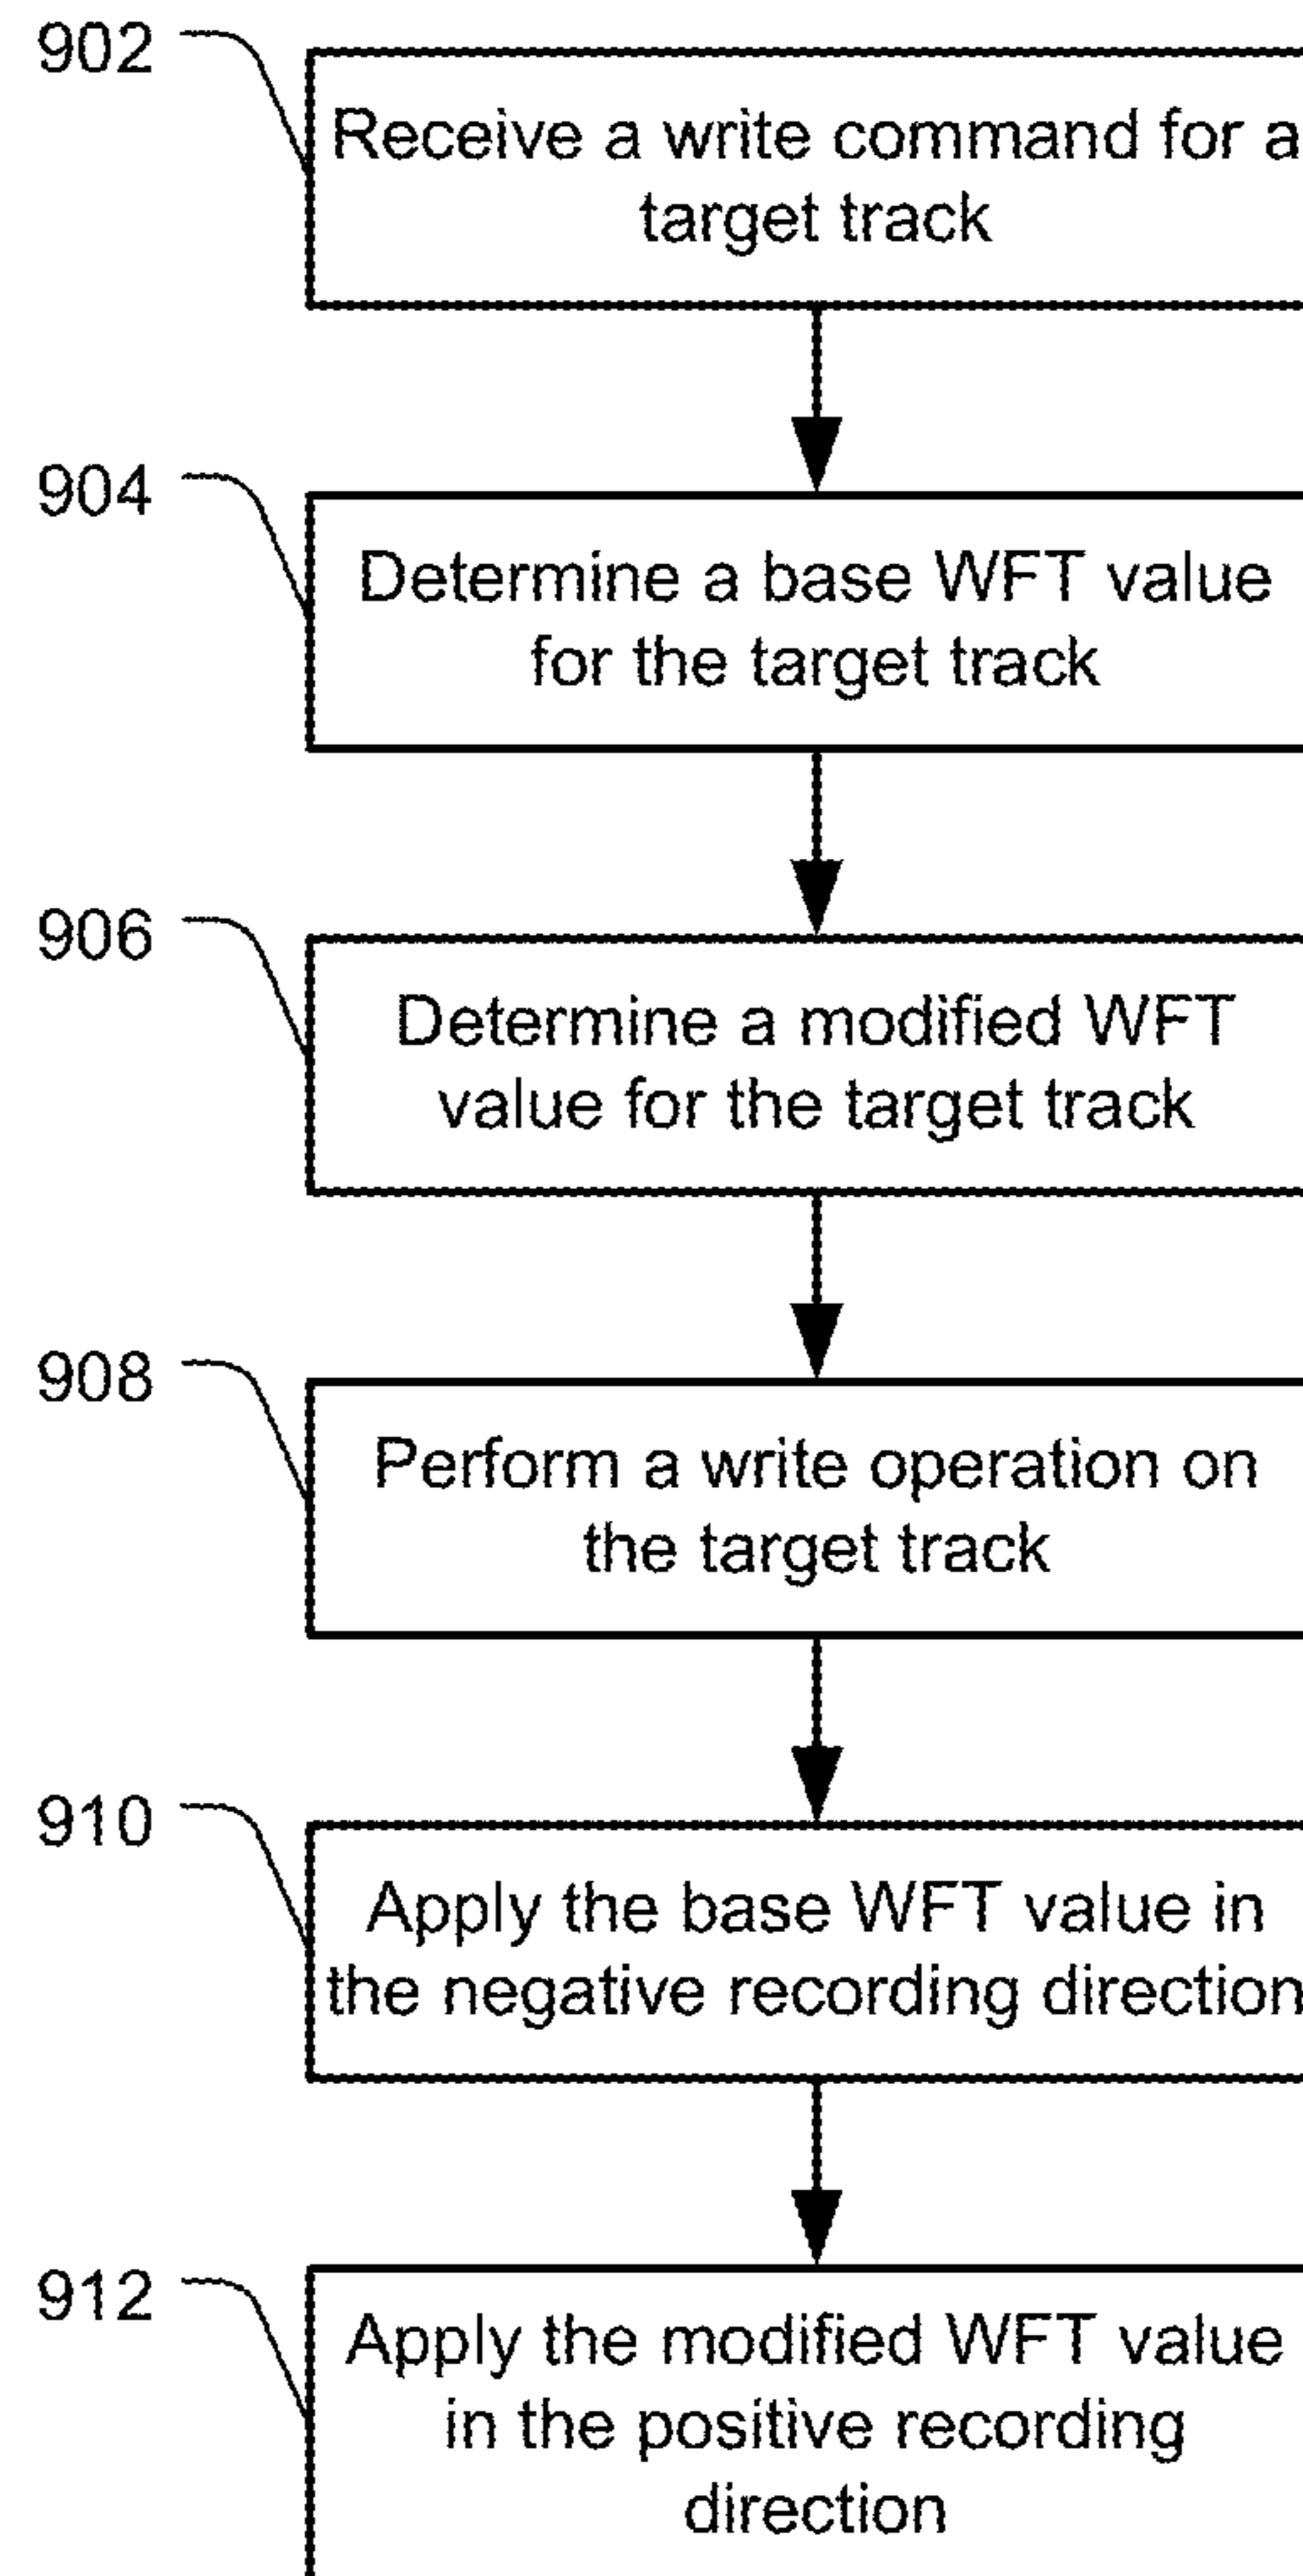 902
Receive a write command for a
target track
904
Determine a base WFT value
for the target track
906
Determine a modified WFT
value for the target track
908
Perform a write operation on
the target track
910
Apply the base WFT value in
the negative recording direction
912
Apply the modified WFT value
in the positive recording
direction